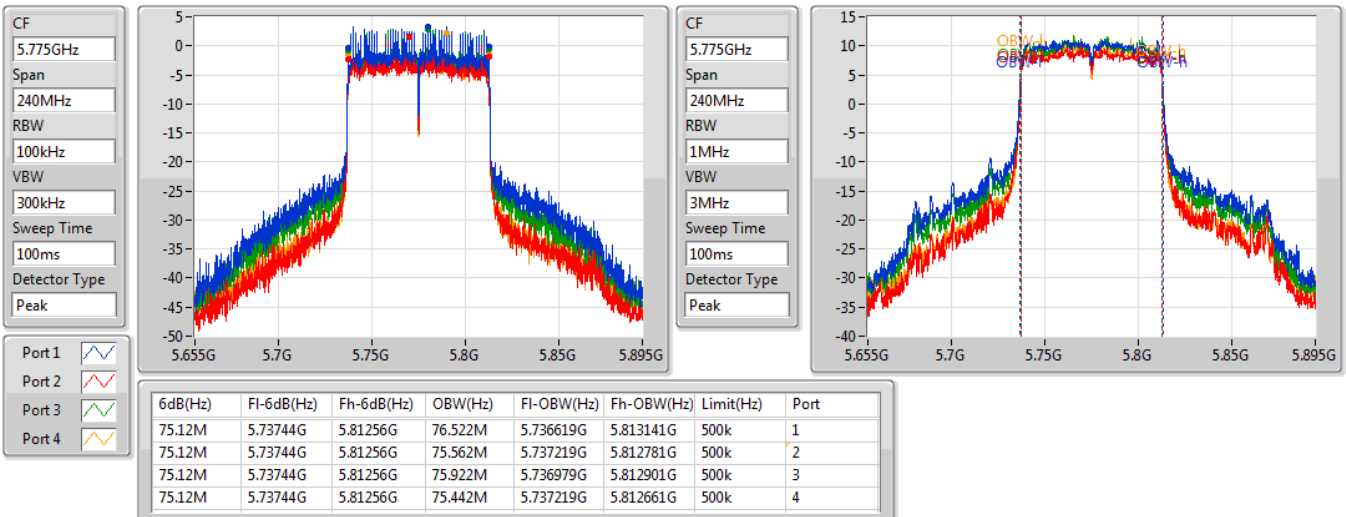 CF
5.775GHz
Span
240MHz
RBW
100kHz
VBW
300kHz
Sweep Time
100ms
Detector Type
Peak
5
0
-5
-10
-15
-20
-25
-30
-35
-40
-45
-50
5.655G 5.7G 5.75G 5.8G 5.85G 5.895G
CF
5.775GHz
Span
240MHz
RBW
1MHz
VBW
3MHz
Sweep Time
100ms
Detector Type
Peak
15
10
5
0
-5
-10
-15
-20
-25
-30
-35
-40
5.655G 5.7G 5.75G 5.8G 5.85G 5.895G
Port 1
Port 2
Port 3
Port 4
6dB(Hz) Fl-6dB(Hz) Fh-6dB(Hz) OBW(Hz) Fl-OBW(Hz) Fh-OBW(Hz) Limit(Hz) Port
75.12M 5.73744G 5.81256G 76.522M 5.736619G 5.813141G 500k 1
75.12M 5.73744G 5.81256G 75.562M 5.737219G 5.812781G 500k 2
75.12M 5.73744G 5.81256G 75.922M 5.736979G 5.812901G 500k 3
75.12M 5.73744G 5.81256G 75.442M 5.737219G 5.812661G 500k 4